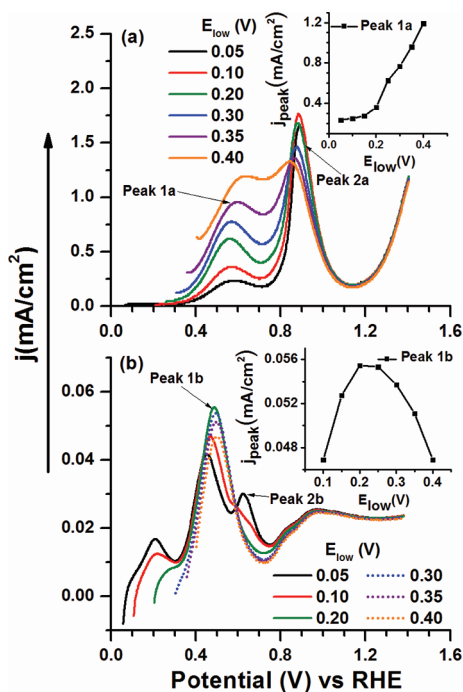 (a)
E_low (V)
0.05
0.10
0.20
0.30
0.35
0.40
Peak 1a
Peak 2a
2.5
2.0
1.5
1.0
0.5
0.0
0.0 0.4 0.8 1.2 1.6
j_peak(mA/cm²)
1.2
0.8
0.4
Peak 1a
0.0 0.2 0.4
E_low(V)
j(mA/cm²)
(b)
Peak 1b
Peak 2b
0.06
0.04
0.02
0.00
j_peak(mA/cm²)
0.056
0.052
0.048
Peak 1b
0.1 0.2 0.3 0.4
E_low(V)
E_low (V)
0.05 0.30
0.10 0.35
0.20 0.40
0.0 0.4 0.8 1.2 1.6
Potential (V) vs RHE